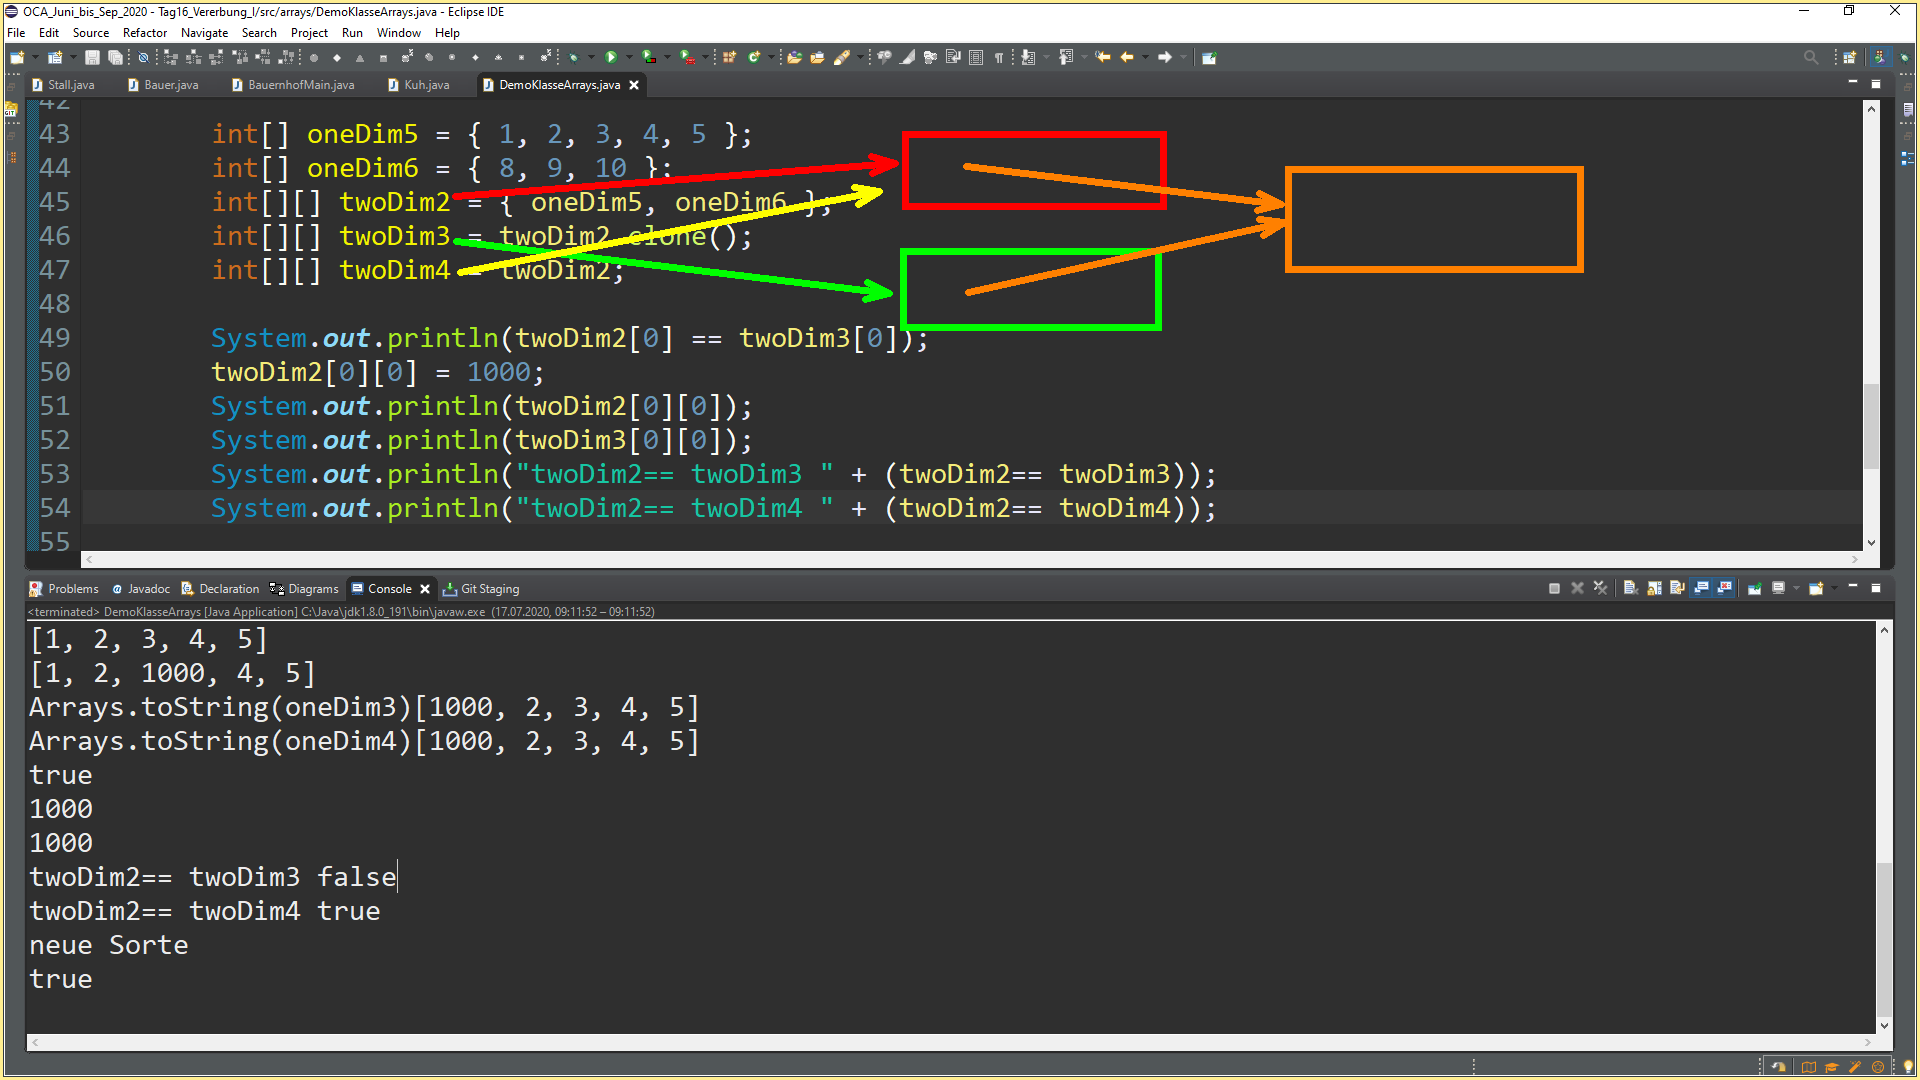 OCA_Juni_bis_Sep_2020 - Tag16_Vererbung_I/src/arrays/DemoKlasseArrays.java - Eclipse IDE
File Edit Source Refactor Navigate Search Project Run Window Help
Stall.java Bauer.java BauernhofMain.java Kuh.java DemoKlasseArrays.java
42
43 int[] oneDim5 = { 1, 2, 3, 4, 5 };
44 int[] oneDim6 = { 8, 9, 10 };
45 int[][] twoDim2 = { oneDim5, oneDim6 };
46 int[][] twoDim3 = twoDim2.clone();
47 int[][] twoDim4 = twoDim2;
48
49 System.out.println(twoDim2[0] == twoDim3[0]);
50 twoDim2[0][0] = 1000;
51 System.out.println(twoDim2[0][0]);
52 System.out.println(twoDim3[0][0]);
53 System.out.println("twoDim2== twoDim3 " + (twoDim2== twoDim3));
54 System.out.println("twoDim2== twoDim4 " + (twoDim2== twoDim4));
55
Problems Javadoc Declaration Diagrams Console Git Staging
<terminated> DemoKlasseArrays [Java Application] C:\Java\jdk1.8.0_191\bin\javaw.exe (17.07.2020, 09:11:52 – 09:11:52)
[1, 2, 3, 4, 5]
[1, 2, 1000, 4, 5]
Arrays.toString(oneDim3)[1000, 2, 3, 4, 5]
Arrays.toString(oneDim4)[1000, 2, 3, 4, 5]
true
1000
1000
twoDim2== twoDim3 false
twoDim2== twoDim4 true
neue Sorte
true